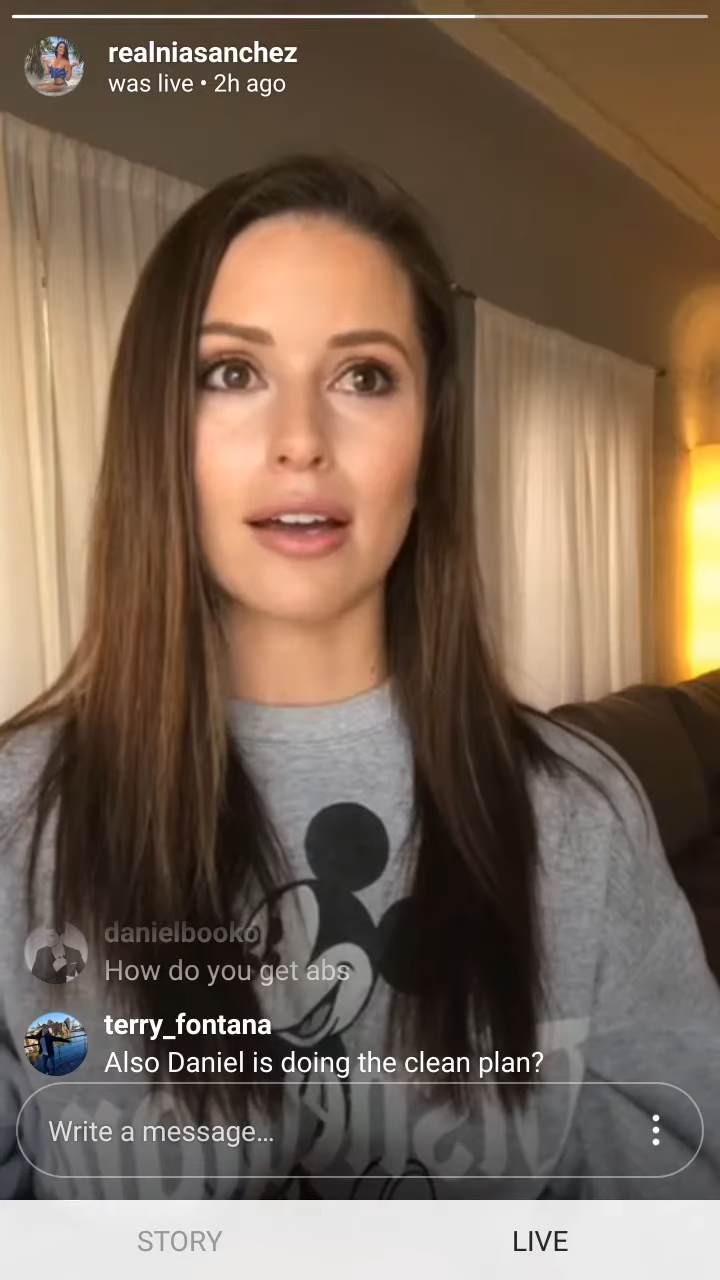 realniasanchez
was live • 2h ago
danielbooko
How do you get abs
terry_fontana
Also Daniel is doing the clean plan?
Write a message...
STORY
LIVE